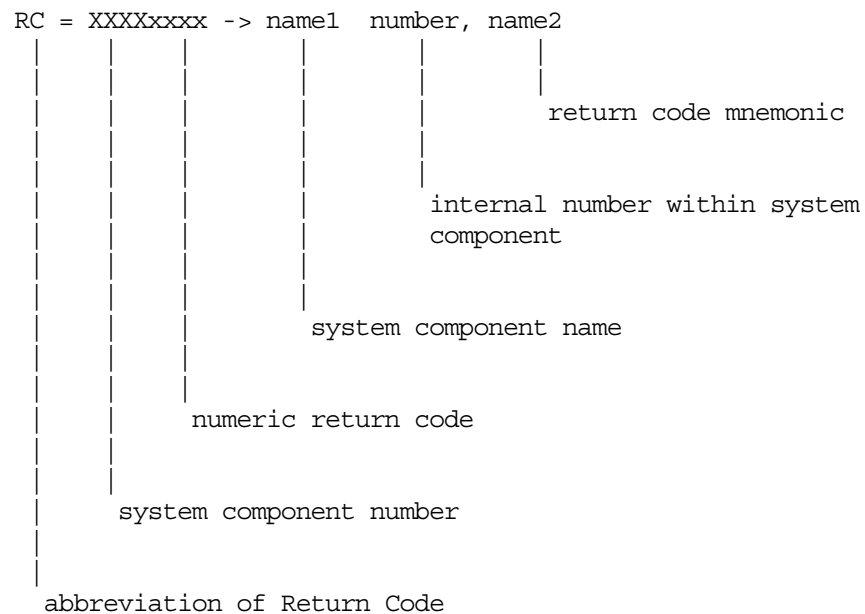 RC = XXXXxxxx -> name1 number, name2
return code mnemonic
internal number within system
component
system component name
numeric return code
system component number
abbreviation of Return Code